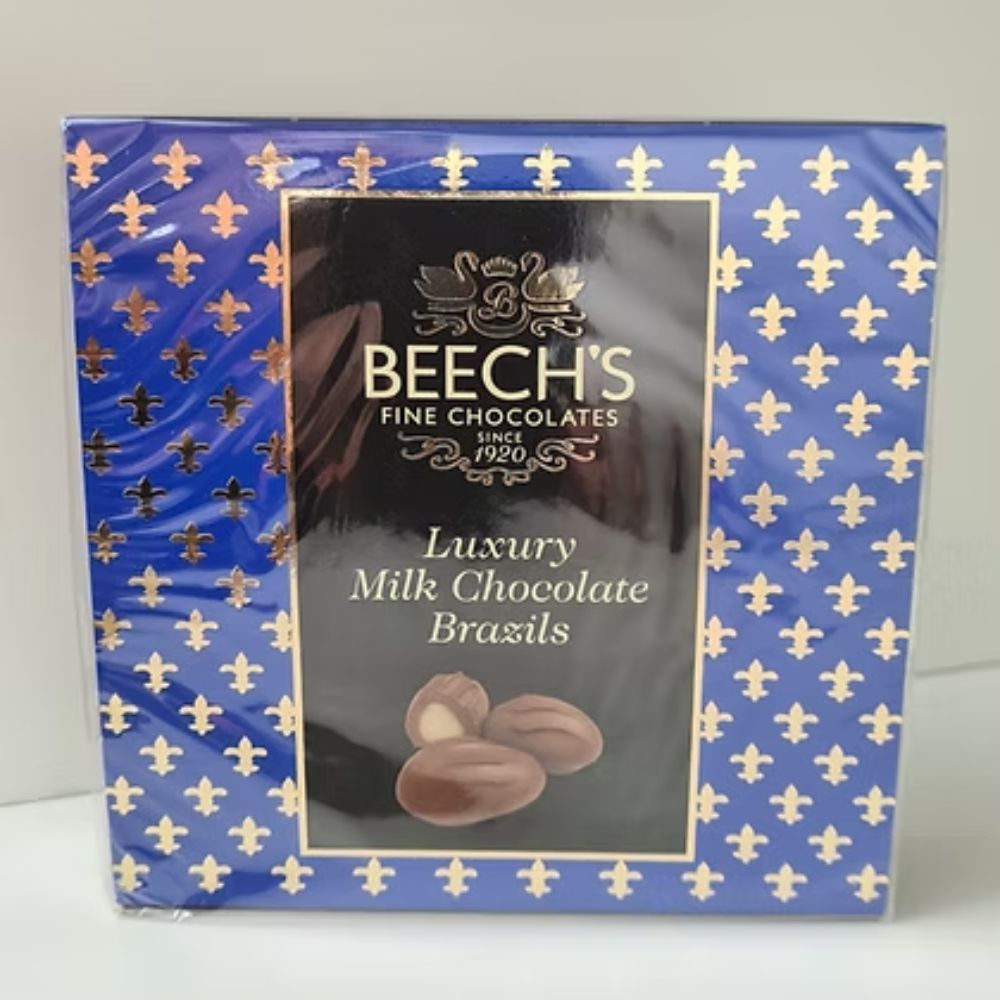 B
BEECH'S
FINE CHOCOLATES
SINCE
1920
Luxury
Milk Chocolate
Brazils